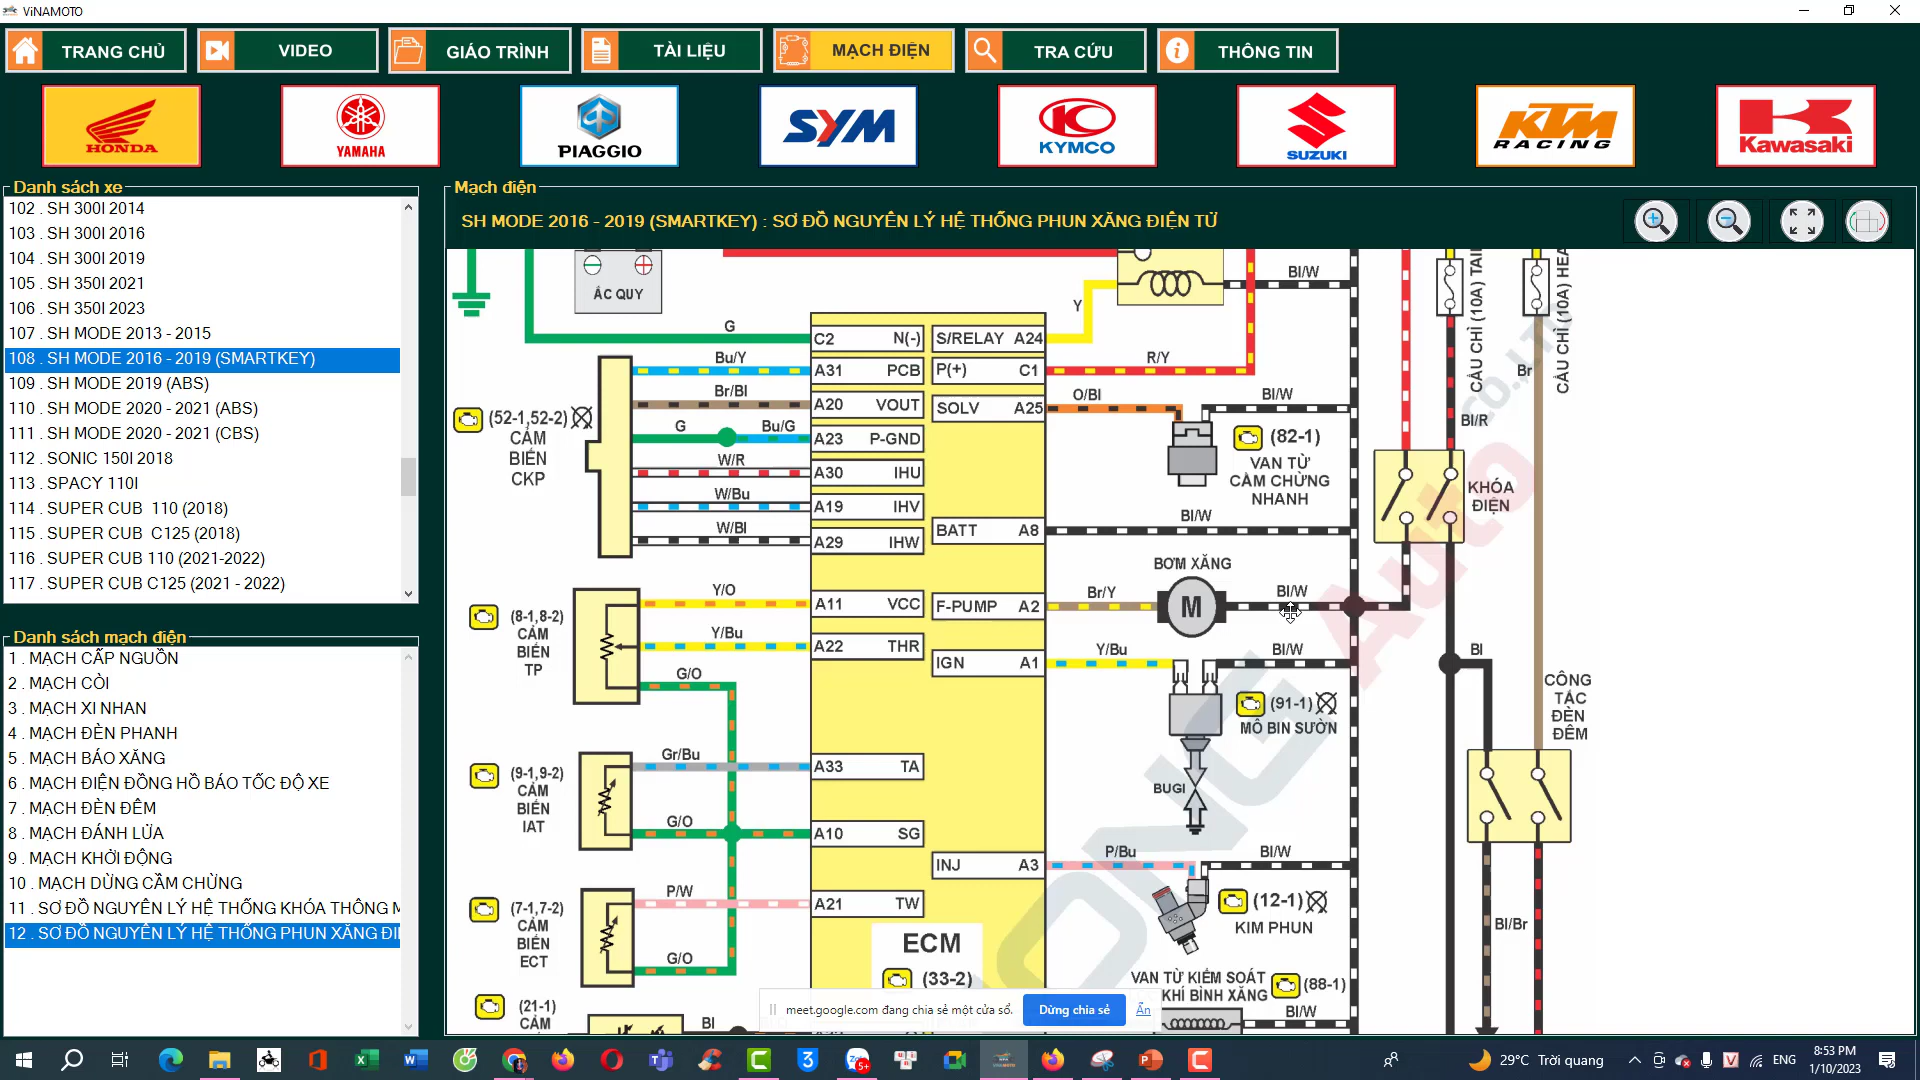 ViNAMOTO
TRANG CHỦ
VIDEO
GIÁO TRÌNH
TÀI LIỆU
MẠCH ĐIỆN
TRA CỨU
THÔNG TIN
HONDA
YAMAHA
PIAGGIO
SYM
KYMCO
SUZUKI
KTM
RACING
Kawasaki
Danh sách xe
102 . SH 300I 2014
103 . SH 300I 2016
104 . SH 300I 2019
105 . SH 350I 2021
106 . SH 350I 2023
107 . SH MODE 2013 - 2015
108 . SH MODE 2016 - 2019 (SMARTKEY)
109 . SH MODE 2019 (ABS)
110 . SH MODE 2020 - 2021 (ABS)
111 . SH MODE 2020 - 2021 (CBS)
112 . SONIC 150I 2018
113 . SPACY 110I
114 . SUPER CUB  110 (2018)
115 . SUPER CUB  C125 (2018)
116 . SUPER CUB 110 (2021-2022)
117 . SUPER CUB C125 (2021 - 2022)
Danh sách mạch điện
1 . MẠCH CẤP NGUỒN
2 . MẠCH CÒI
3 . MẠCH XI NHAN
4 . MẠCH ĐÈN PHANH
5 . MẠCH BÁO XĂNG
6 . MẠCH ĐIỆN ĐỒNG HỒ BÁO TỐC ĐỘ XE
7 . MẠCH ĐÈN ĐÊM
8 . MẠCH ĐÁNH LỬA
9 . MẠCH KHỞI ĐỘNG
10 . MẠCH DỪNG CẦM CHỪNG
11 . SƠ ĐỒ NGUYÊN LÝ HỆ THỐNG KHÓA THÔNG M
12 . SƠ ĐỒ NGUYÊN LÝ HỆ THỐNG PHUN XĂNG ĐI
Mạch điện
SH MODE 2016 - 2019 (SMARTKEY) : SƠ ĐỒ NGUYÊN LÝ HỆ THỐNG PHUN XĂNG ĐIỆN TỬ
ẮC QUY
Bl/W
Y
G
C2 N(-)
S/RELAY A24
Bu/Y
A31 PCB
P(+) C1
R/Y
Br/Bl
A20 VOUT
SOLV A25
O/Bl
Bl/W
G
Bu/G
A23 P-GND
W/R
A30 IHU
W/Bu
A19 IHV
W/Bl
A29 IHW
BATT A8
Bl/W
(52-1,52-2)
CẢM
BIẾN
CKP
(82-1)
VAN TỪ
CẦM CHỪNG
NHANH
CẦU CHÌ (10A) TAI
CẦU CHÌ (10A) HEA
Br
Bl/R
KHÓA
ĐIỆN
BƠM XĂNG
M
Y/O
A11 VCC
F-PUMP A2
Br/Y
Bl/W
(8-1,8-2)
CẢM
BIẾN
TP
Y/Bu
A22 THR
IGN A1
Y/Bu
Bl/W
G/O
Bl
(91-1)
MÔ BIN SƯỜN
CÔNG
TẮC
ĐÈN
ĐÊM
Gr/Bu
A33 TA
BUGI
(9-1,9-2)
CẢM
BIẾN
IAT
G/O
A10 SG
INJ A3
P/Bu
Bl/W
P/W
A21 TW
(12-1)
KIM PHUN
(7-1,7-2)
CẢM
BIẾN
ECT
Bl/Br
G/O
ECM
(33-2)
VAN TỪ KIỂM SOÁT
KHÍ BÌNH XĂNG
(88-1)
Bl/W
(21-1)
CẢM
Bl
ONG Auto co.,LTD
meet.google.com đang chia sẻ một cửa sổ.
Dừng chia sẻ
Ẩn
29°C Trời quang
ENG
8:53 PM
1/10/2023